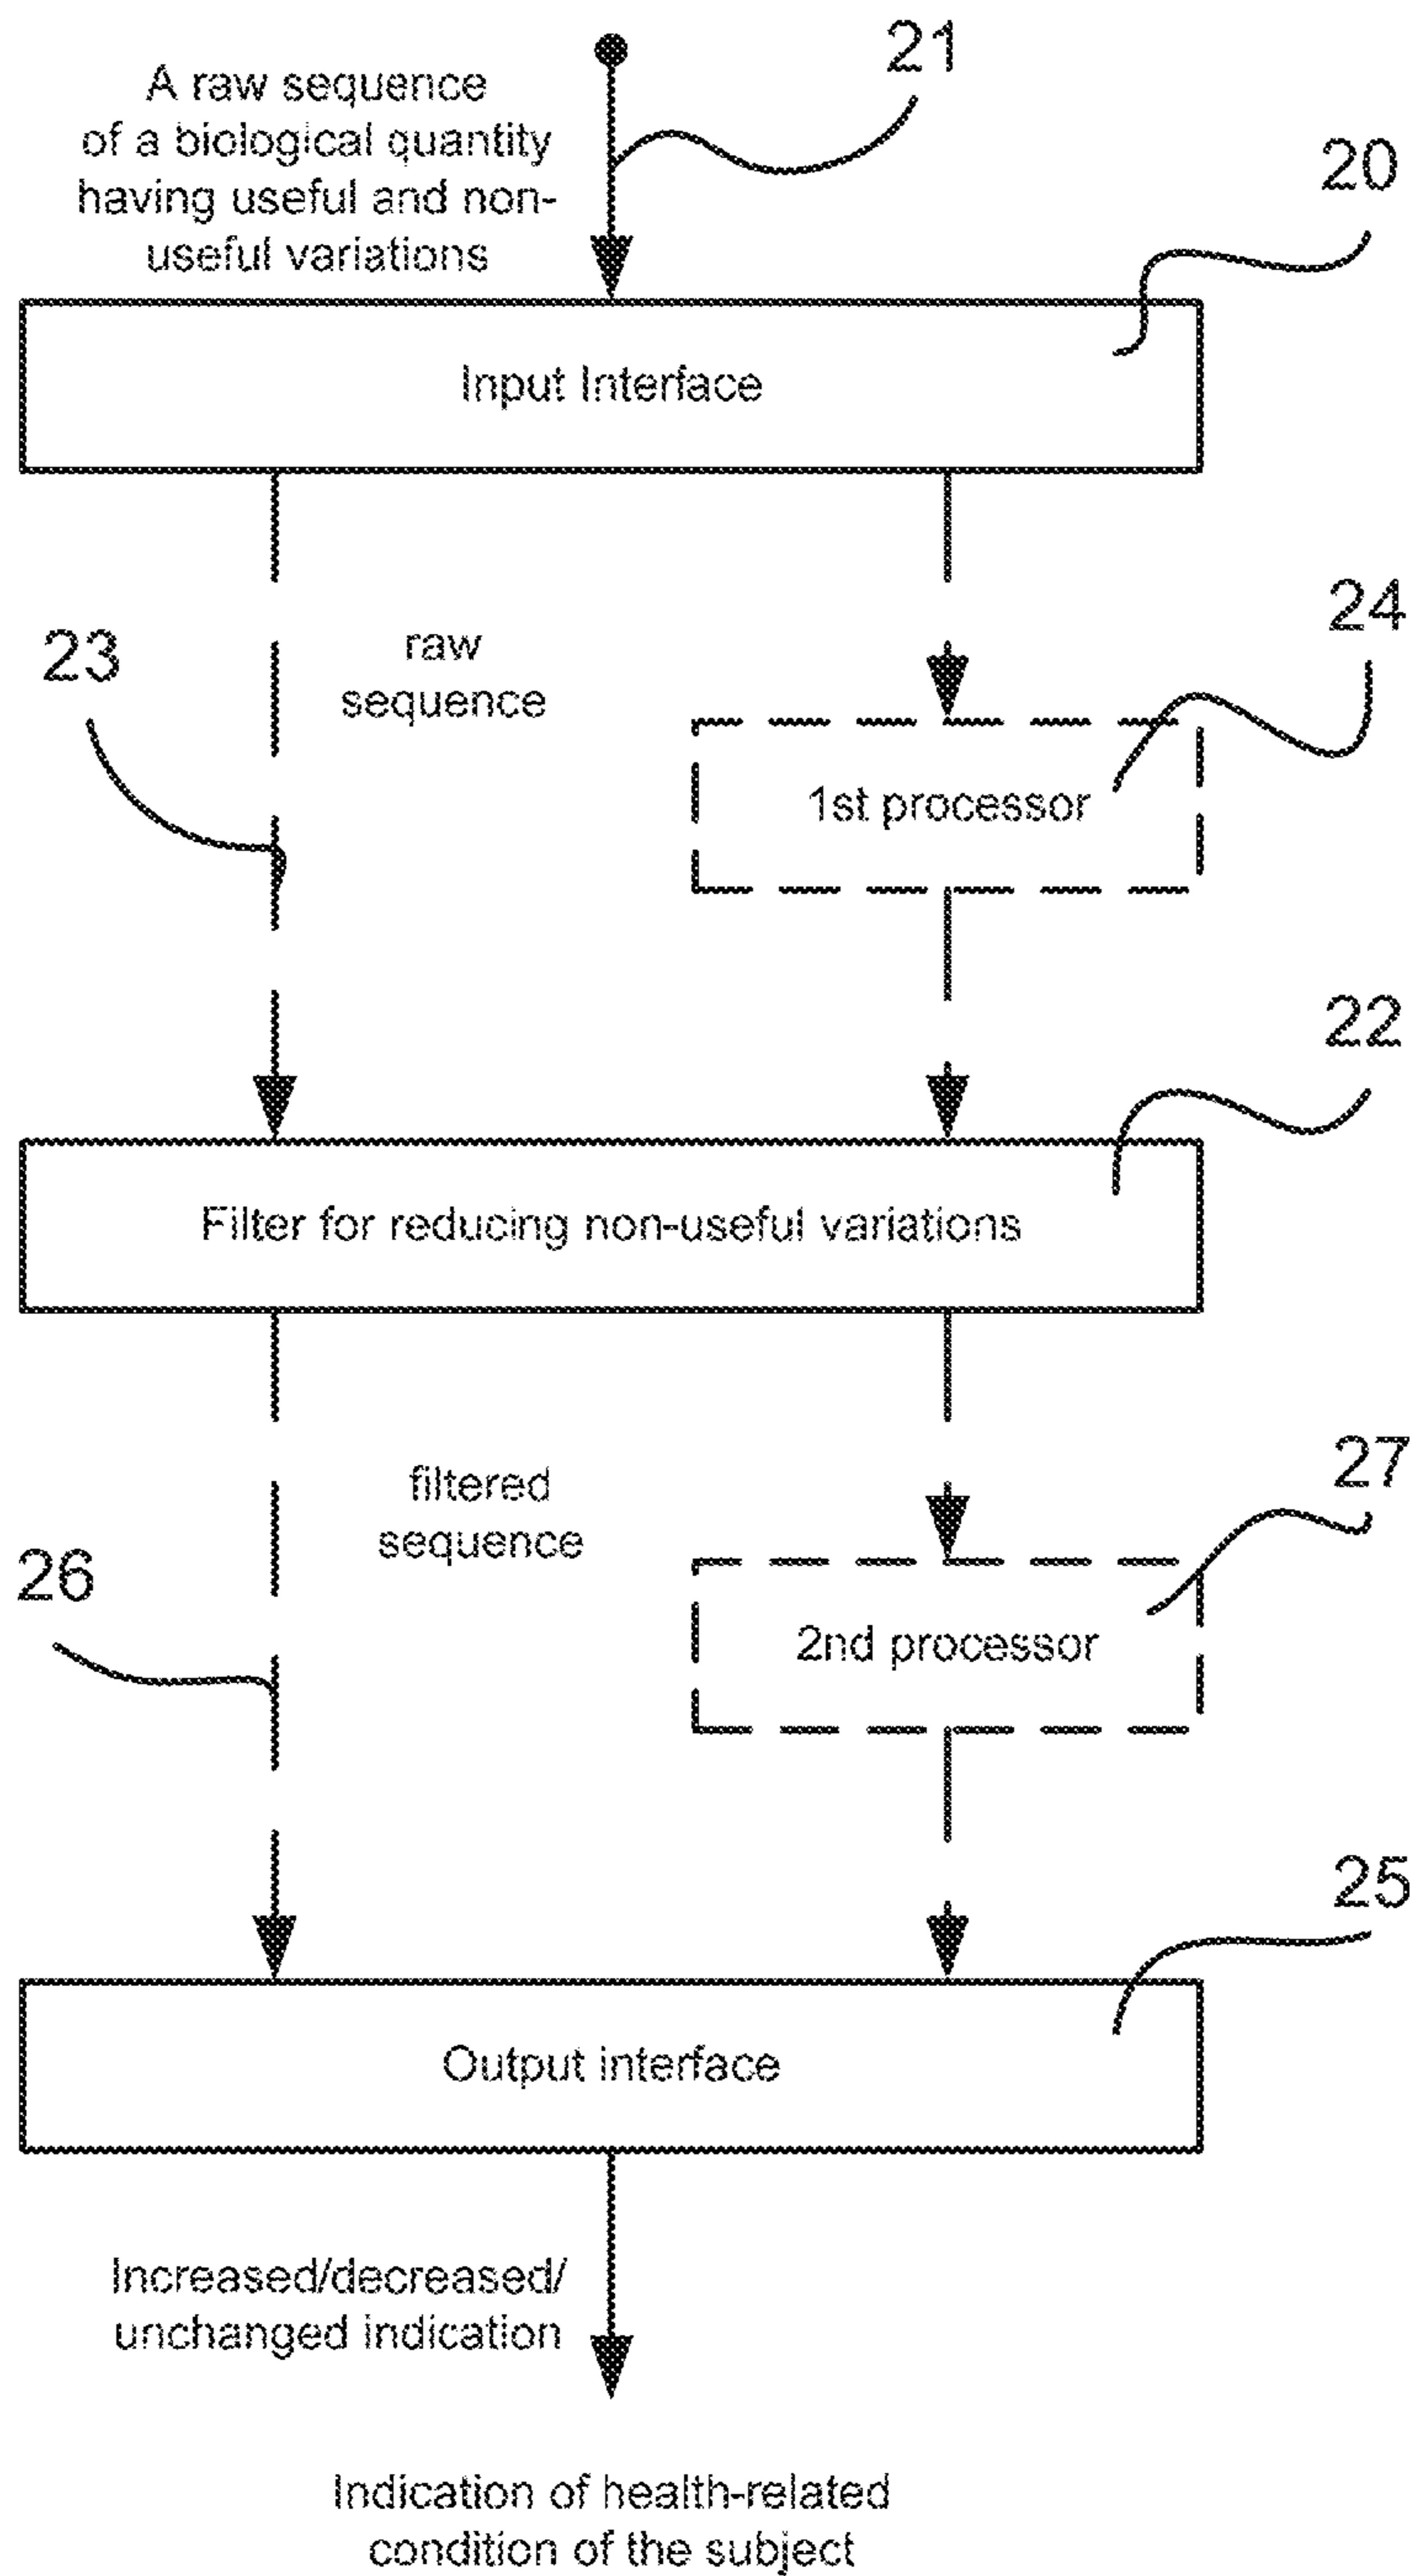 21
A raw sequence
of a biological quantity
having useful and non-
useful variations
20
Input Interface
24
23
raw
sequence
1st processor
22
Filter for reducing non-useful variations
27
filtered
sequence
26
2nd processor
25
Output interface
Increased/decreased/
unchanged indication
Indication of health-related
condition of the subject